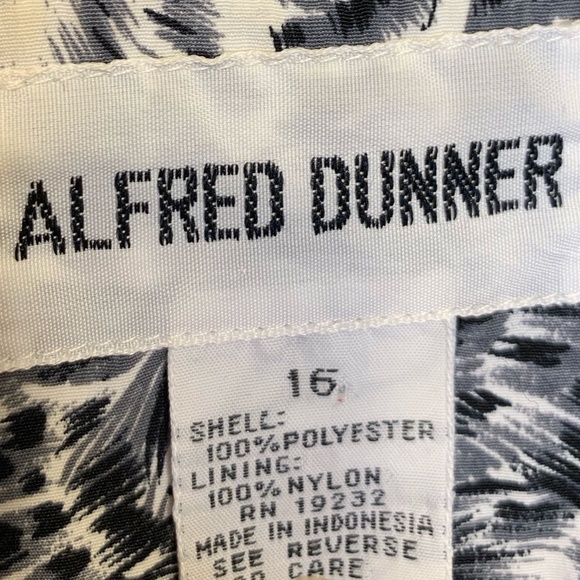 ALFRED DUNNER
16
SHELL:
100% POLYESTER
LINING:
100% NYLON
RN 19232
MADE IN INDONESIA
SEE REVERSE
CARE